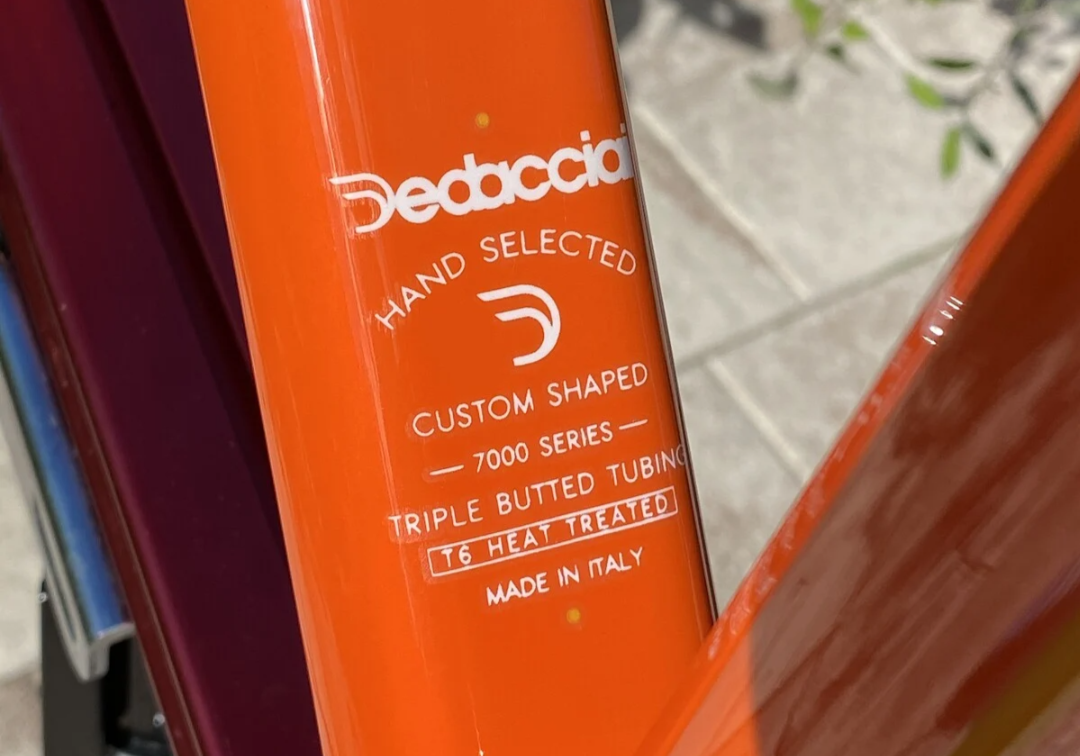 Dedacciai
HAND SELECTED
CUSTOM SHAPED
— 7000 SERIES —
TRIPLE BUTTED TUBING
T6 HEAT TREATED
MADE IN ITALY